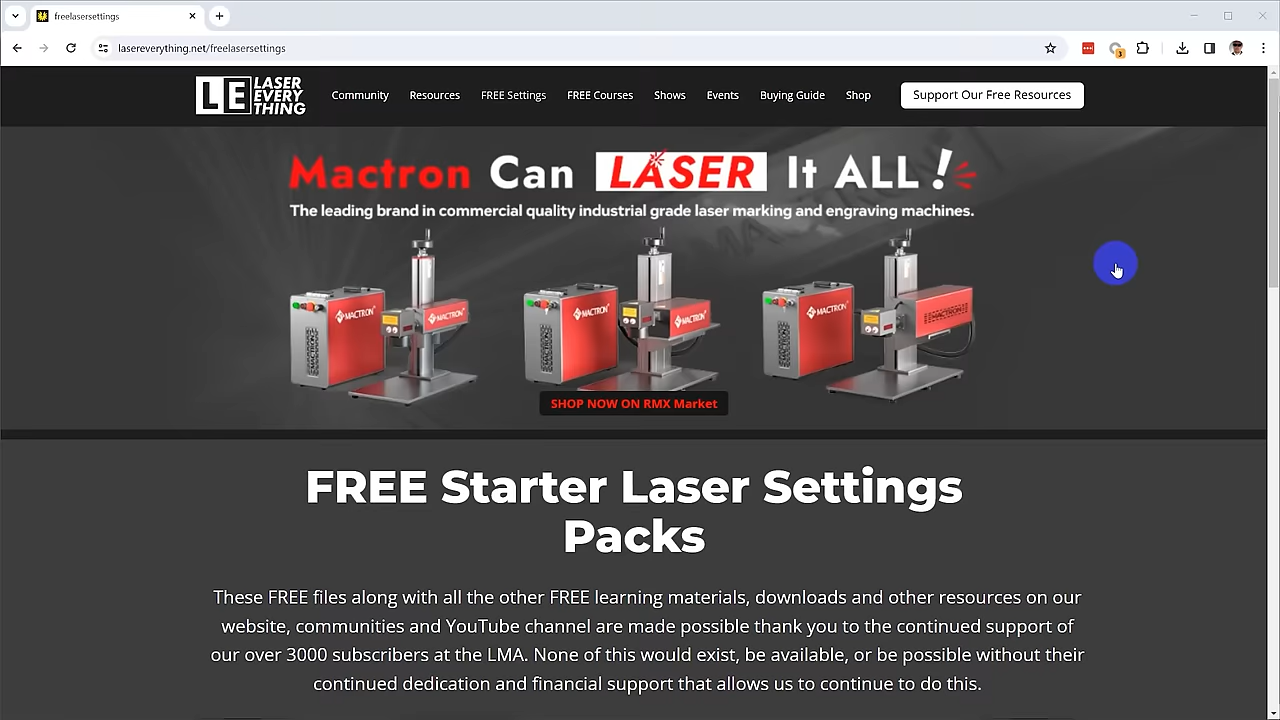 freelasersettings
lasereverything.net/freelasersettings
3
LE LASER EVERY THING
Community
Resources
FREE Settings
FREE Courses
Shows
Events
Buying Guide
Shop
Support Our Free Resources
Mactron Can LASER It ALL !
The leading brand in commercial quality industrial grade laser marking and engraving machines.
MACTRON
MACTRON
MACTRON
MACTRON
MACTRON
MACTRON
SHOP NOW ON RMX Market
FREE Starter Laser Settings
Packs
These FREE files along with all the other FREE learning materials, downloads and other resources on our
website, communities and YouTube channel are made possible thank you to the continued support of
our over 3000 subscribers at the LMA. None of this would exist, be available, or be possible without their
continued dedication and financial support that allows us to continue to do this.